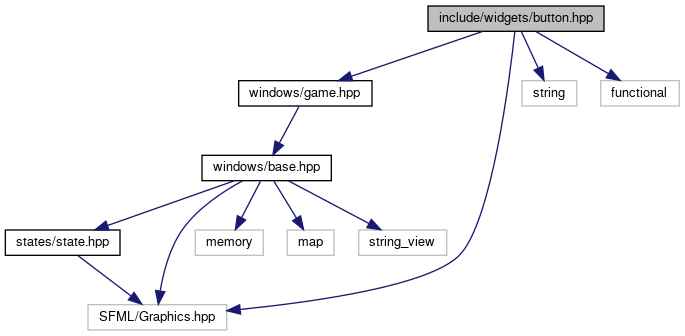 include/widgets/button.hpp
windows/game.hpp
string
functional
windows/base.hpp
states/state.hpp
memory
map
string_view
SFML/Graphics.hpp